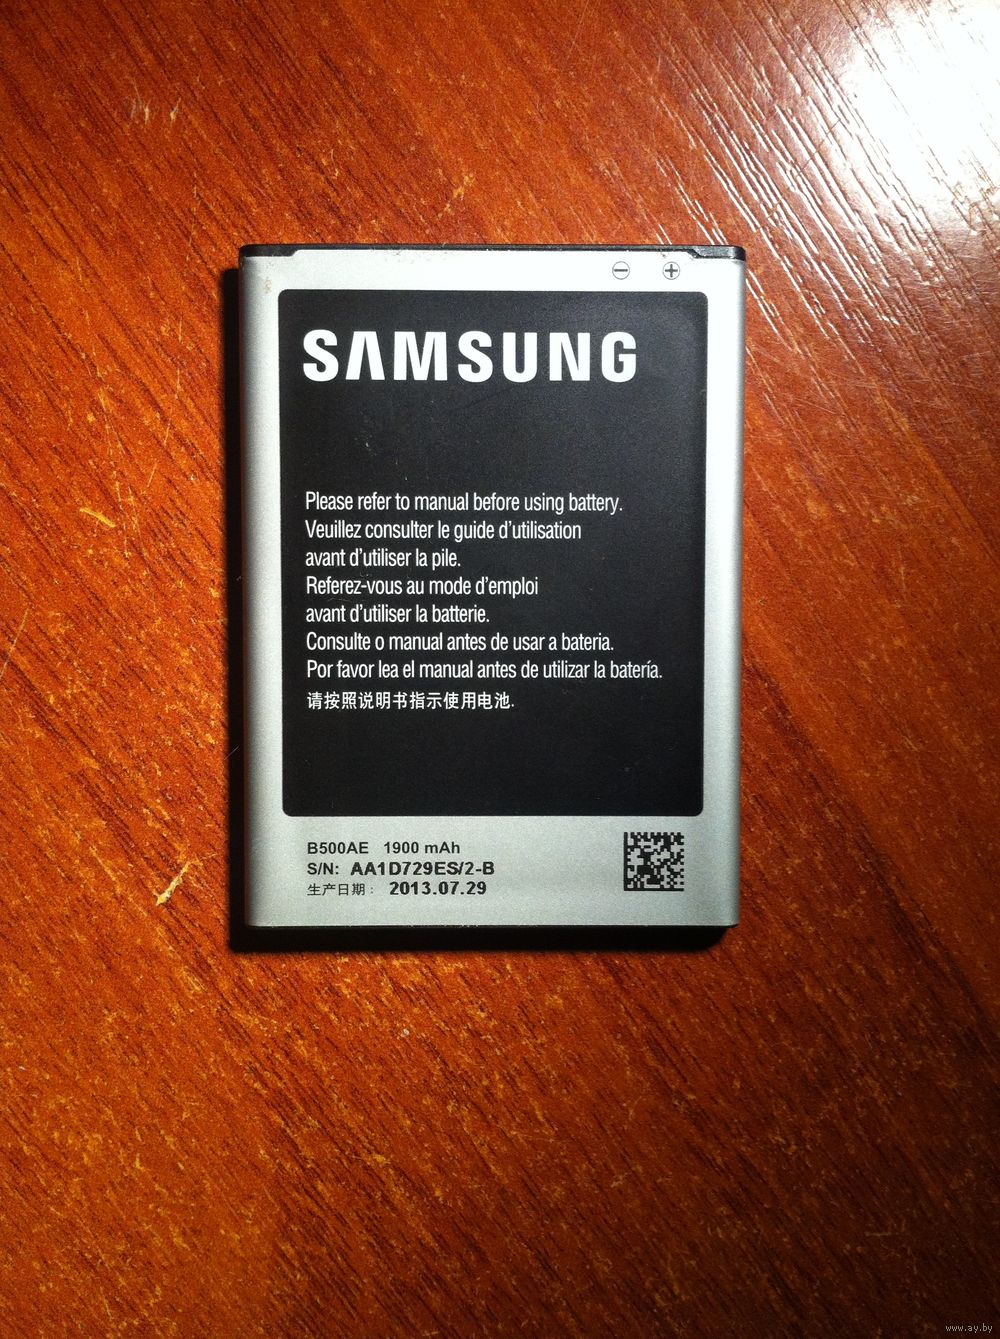 SAMSUNG
Please refer to manual before using battery.
Veuillez consulter le guide d'utilisation
avant d'utiliser la pile.
Referez-vous au mode d'emploi
avant d'utiliser la batterie.
Consulte o manual antes de usar a bateria.
Por favor lea el manual antes de utilizar la batería.
请按照说明书指示使用电池.
B500AE 1900 mAh
S/N: AA1D729ES/2-B
生产日期: 2013.07.29
www.ay.by